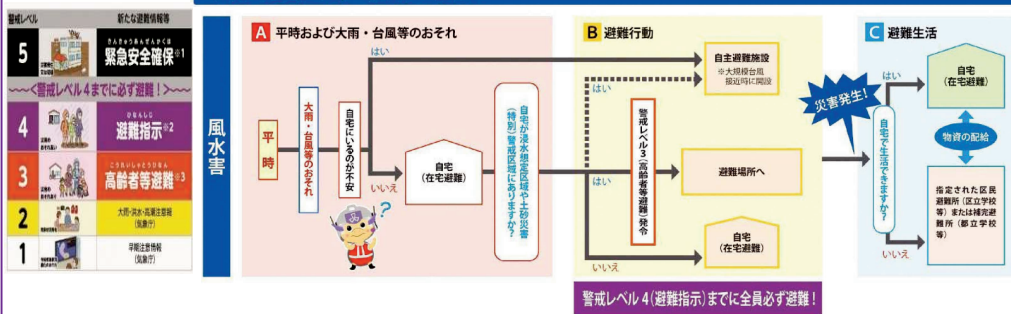 警戒レベル 新たな避難情報等
5 きんきゅうあんぜんかくほ
緊急安全確保※1
〜〜<警戒レベル4までに必ず避難!>〜〜
4 ひなんしじ
避難指示※2
3 こうれいしゃとうひなん
高齢者等避難※3
2 大雨・洪水・高潮注意報
(気象庁)
1 早期注意情報
(気象庁)
風水害
A 平時および大雨・台風等のおそれ
平時
大雨・台風等のおそれ
自宅にいるのが不安
はい
いいえ
自宅
(在宅避難)
?
自宅が浸水想定区域や土砂災害
(特別)警戒区域にありますか?
B 避難行動
はい
はい
いいえ
警戒レベル3(高齢者等避難)発令
自主避難施設
※大規模台風
接近時に開設
避難場所へ
自宅
(在宅避難)
警戒レベル4(避難指示)までに全員必ず避難!
災害発生!
C 避難生活
自宅で生活できますか?
はい
いいえ
自宅
(在宅避難)
物資の配給
指定された区民
避難所(区立学校
等)または補完避
難所(都立学校
等)